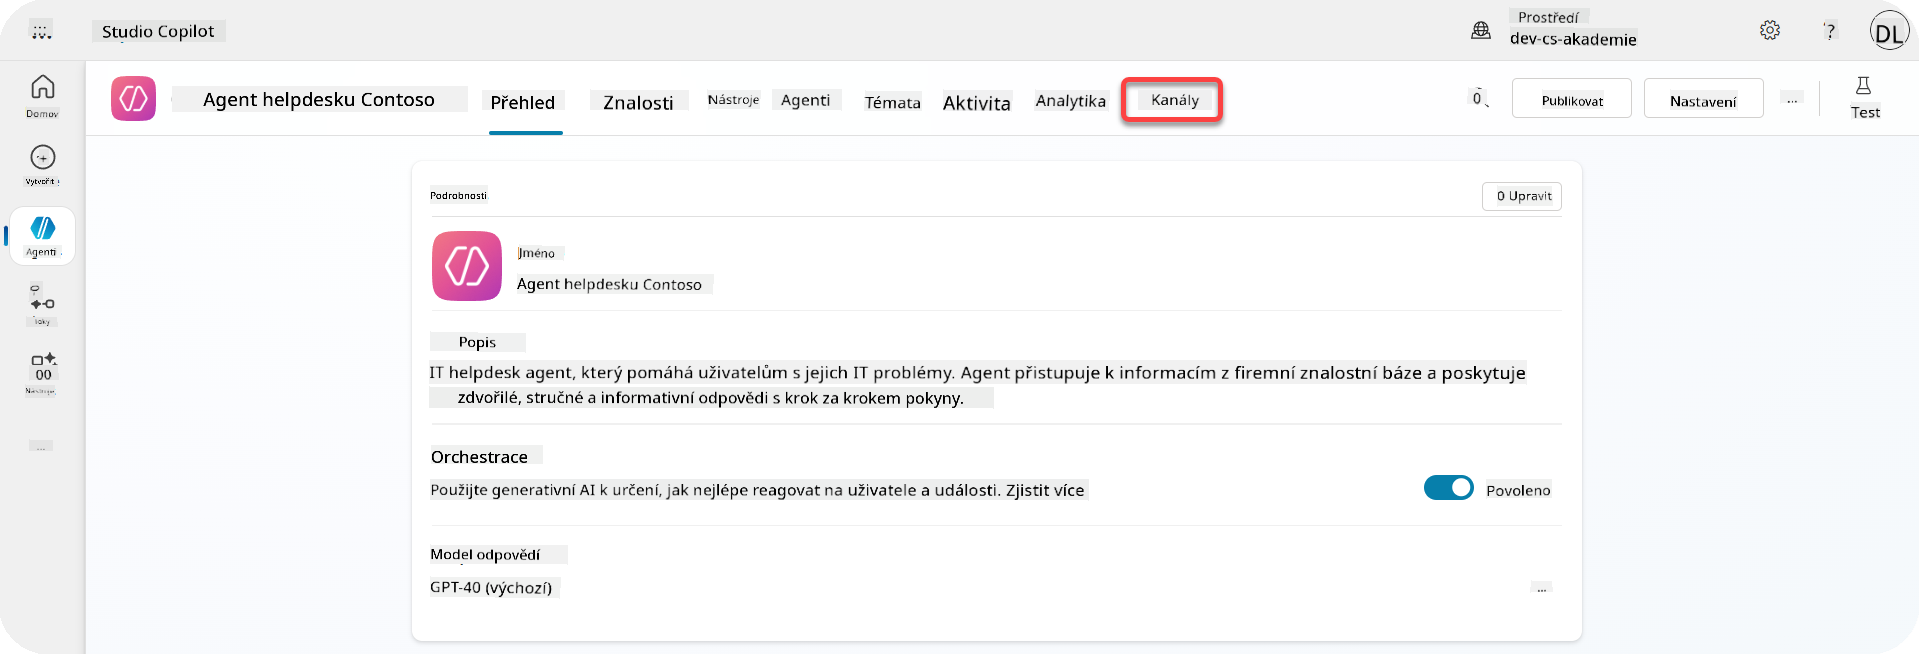 Studio Copilot
Prostředí
dev-cs-akademie
?
DL
Agent helpdesku Contoso
Přehled
Znalosti
Nástroje
Agenti
Témata
Aktivita
Analytika
Kanály
0
Publikovat
Nastavení
...
Test
Domov
Vytvořit
Agenti
Toky
00
Nástroje
...
Podrobnosti
0 Upravit
Jméno
Agent helpdesku Contoso
Popis
IT helpdesk agent, který pomáhá uživatelům s jejich IT problémy. Agent přistupuje k informacím z firemní znalostní báze a poskytuje
zdvořilé, stručné a informativní odpovědi s krok za krokem pokyny.
Orchestrace
Použijte generativní AI k určení, jak nejlépe reagovat na uživatele a události. Zjistit více
Povoleno
Model odpovědí
GPT-40 (výchozí)
...